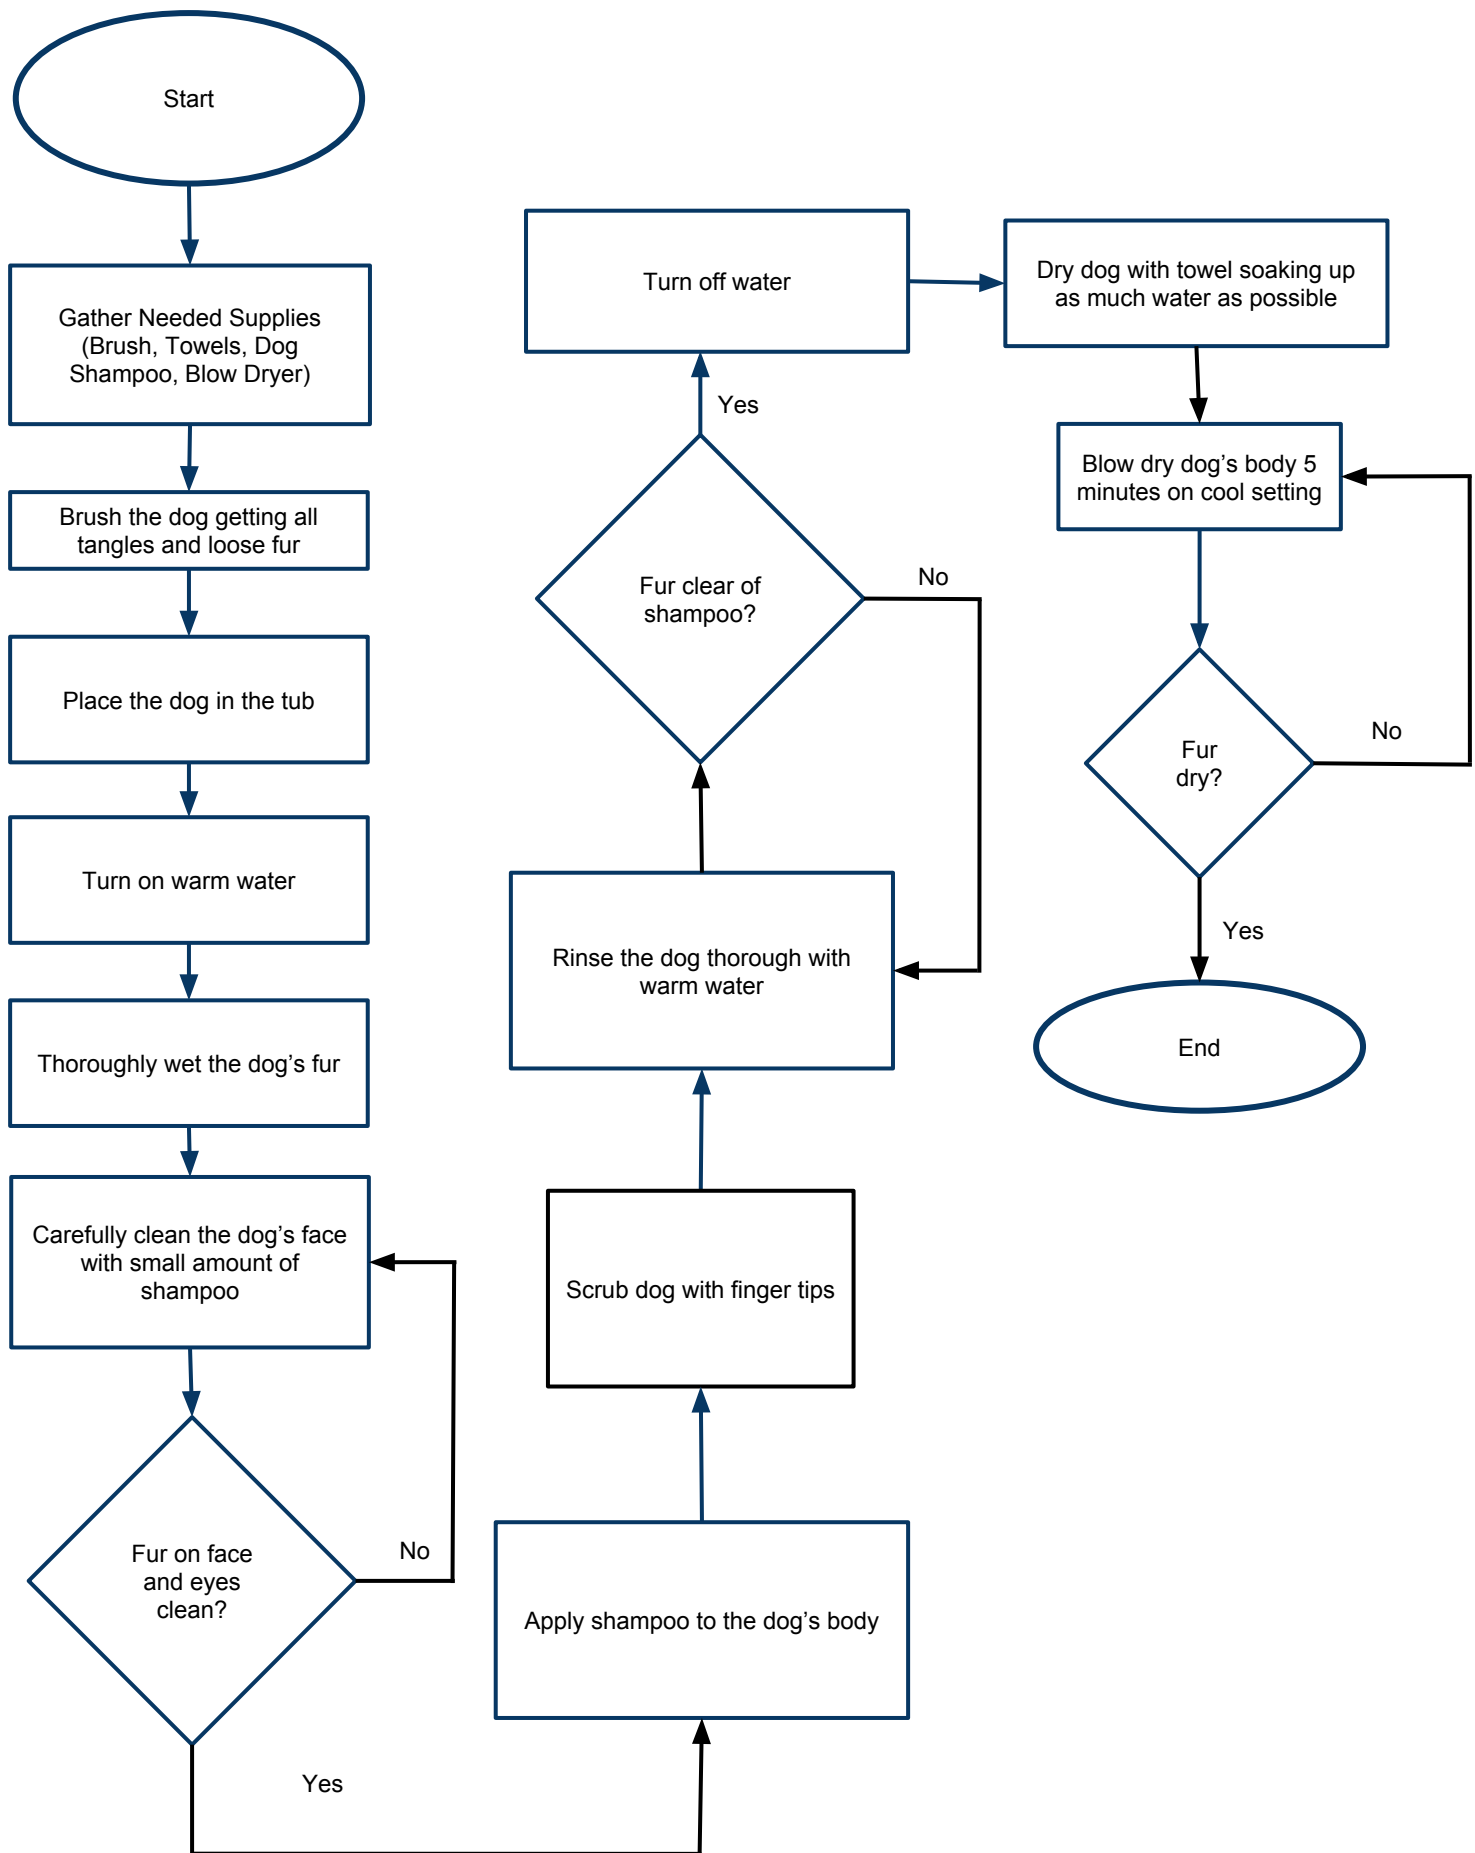 Start
Gather Needed Supplies
(Brush, Towels, Dog
Shampoo, Blow Dryer)
Brush the dog getting all
tangles and loose fur
Place the dog in the tub
Turn on warm water
Thoroughly wet the dog’s fur
Carefully clean the dog’s face
with small amount of
shampoo
Fur on face
and eyes
clean?
No
Yes
Apply shampoo to the dog’s body
Scrub dog with finger tips
Rinse the dog thorough with
warm water
Fur clear of
shampoo?
No
Yes
Turn off water
Dry dog with towel soaking up
as much water as possible
Blow dry dog’s body 5
minutes on cool setting
Fur
dry?
No
Yes
End